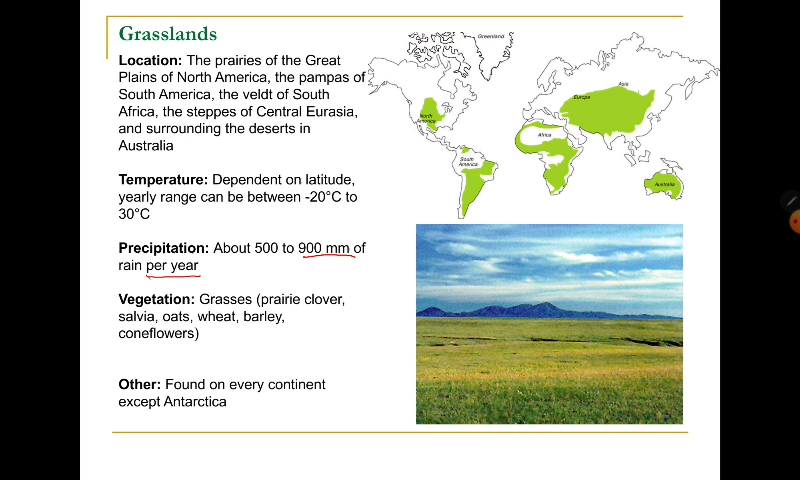 Grasslands
Location: The prairies of the Great
Plains of North America, the pampas of
South America, the veldt of South
Africa, the steppes of Central Eurasia,
and surrounding the deserts in
Australia
Temperature: Dependent on latitude,
yearly range can be between -20°C to
30°C
Precipitation: About 500 to 900 mm of
rain per year
Vegetation: Grasses (prairie clover,
salvia, oats, wheat, barley,
coneflowers)
Other: Found on every continent
except Antarctica
Greenland
Asia
Europe
North
America
Africa
South
America
Australia